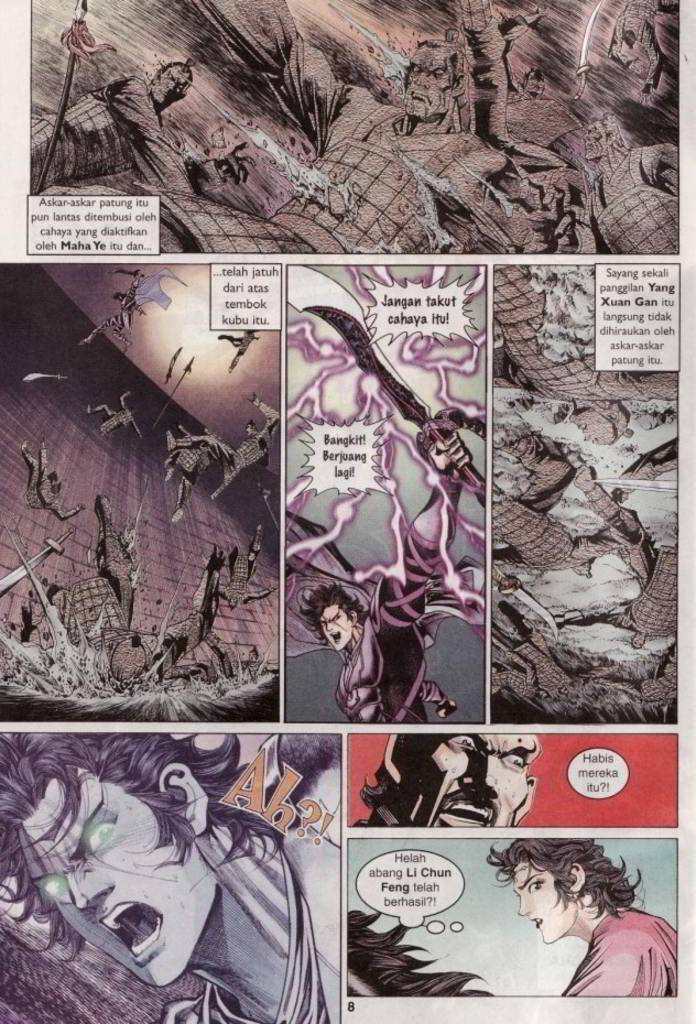 Askar-askar patung itu
pun lantas ditembusi oleh
cahaya yang diaktifkan
oleh Maha Ye itu dan...
...telah jatuh
dari atas
tembok
kubu itu.
Jangan takut
cahaya itu!
Bangkit!
Berjuang
lagi!
Sayang sekali
panggilan Yang
Xuan Gan itu
langsung tidak
dihiraukan oleh
askar-askar
patung itu.
Ah?!
Habis
mereka
itu?!
Helah
abang Li Chun
Feng telah
berhasil?!
8